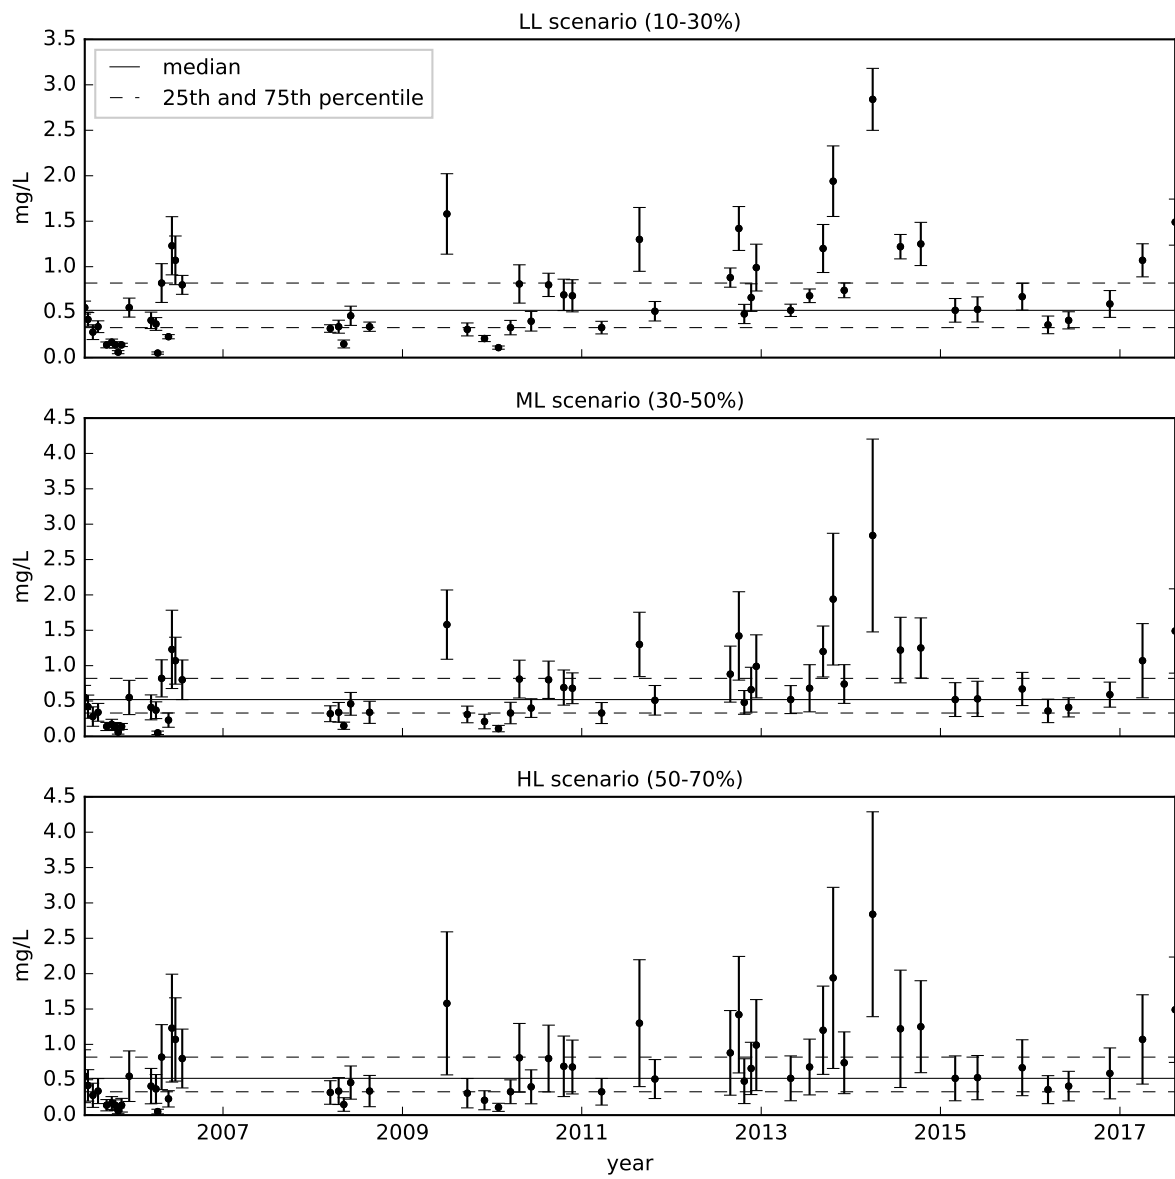 LL scenario (10-30%)
3.5
3.0
2.5
2.0
1.5
1.0
0.5
0.0
mg/L
median
25th and 75th percentile
ML scenario (30-50%)
4.5
4.0
3.5
3.0
2.5
2.0
1.5
1.0
0.5
0.0
mg/L
HL scenario (50-70%)
4.5
4.0
3.5
3.0
2.5
2.0
1.5
1.0
0.5
0.0
mg/L
2007 2009 2011 2013 2015 2017
year